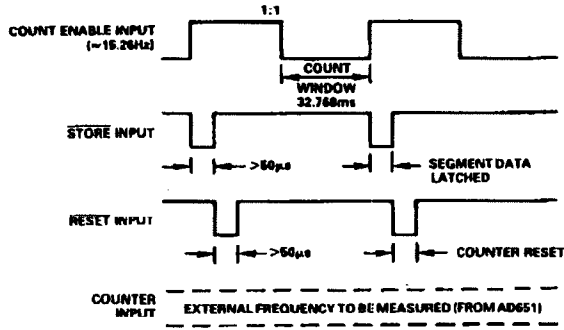 1:1
COUNT ENABLE INPUT
(~15.26Hz)
COUNT
WINDOW
32.768ms
STORE INPUT
>50µs
SEGMENT DATA
LATCHED
RESET INPUT
>50µs
COUNTER RESET
COUNTER
INPUT
EXTERNAL FREQUENCY TO BE MEASURED (FROM AD651)